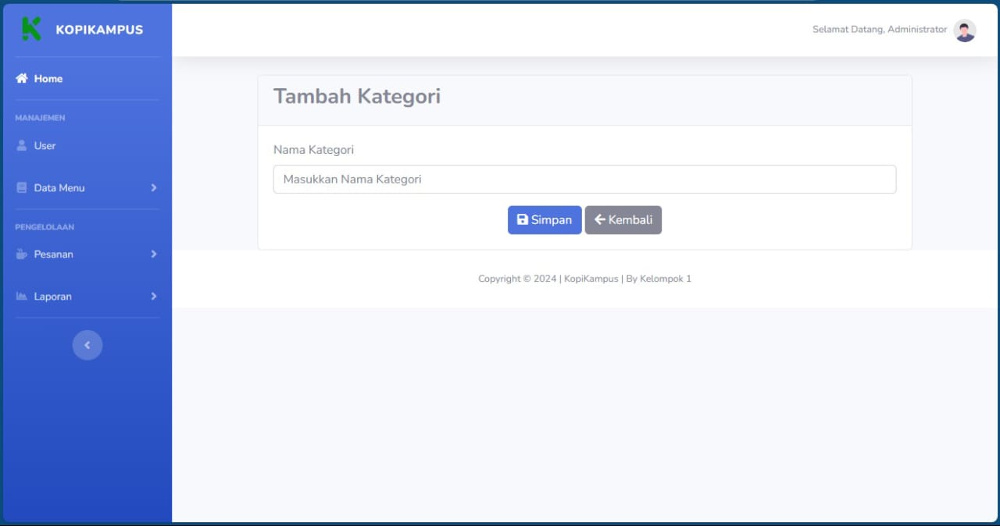 KOPIKAMPUS
Selamat Datang, Administrator
Home
MANAJEMEN
User
Data Menu
PENGELOLAAN
Pesanan
Laporan
Tambah Kategori
Nama Kategori
Masukkan Nama Kategori
Simpan
Kembali
Copyright © 2024 | KopiKampus | By Kelompok 1